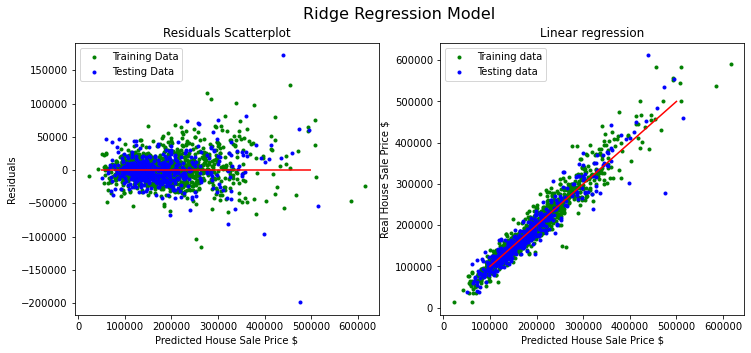 Ridge Regression Model
Residuals Scatterplot
Training Data
Testing Data
150000
100000
50000
0
−50000
−100000
−150000
−200000
Residuals
0
100000
200000
300000
400000
500000
600000
Predicted House Sale Price $
Linear regression
Training data
Testing data
600000
500000
400000
300000
200000
100000
0
Real House Sale Price $
0
100000
200000
300000
400000
500000
600000
Predicted House Sale Price $